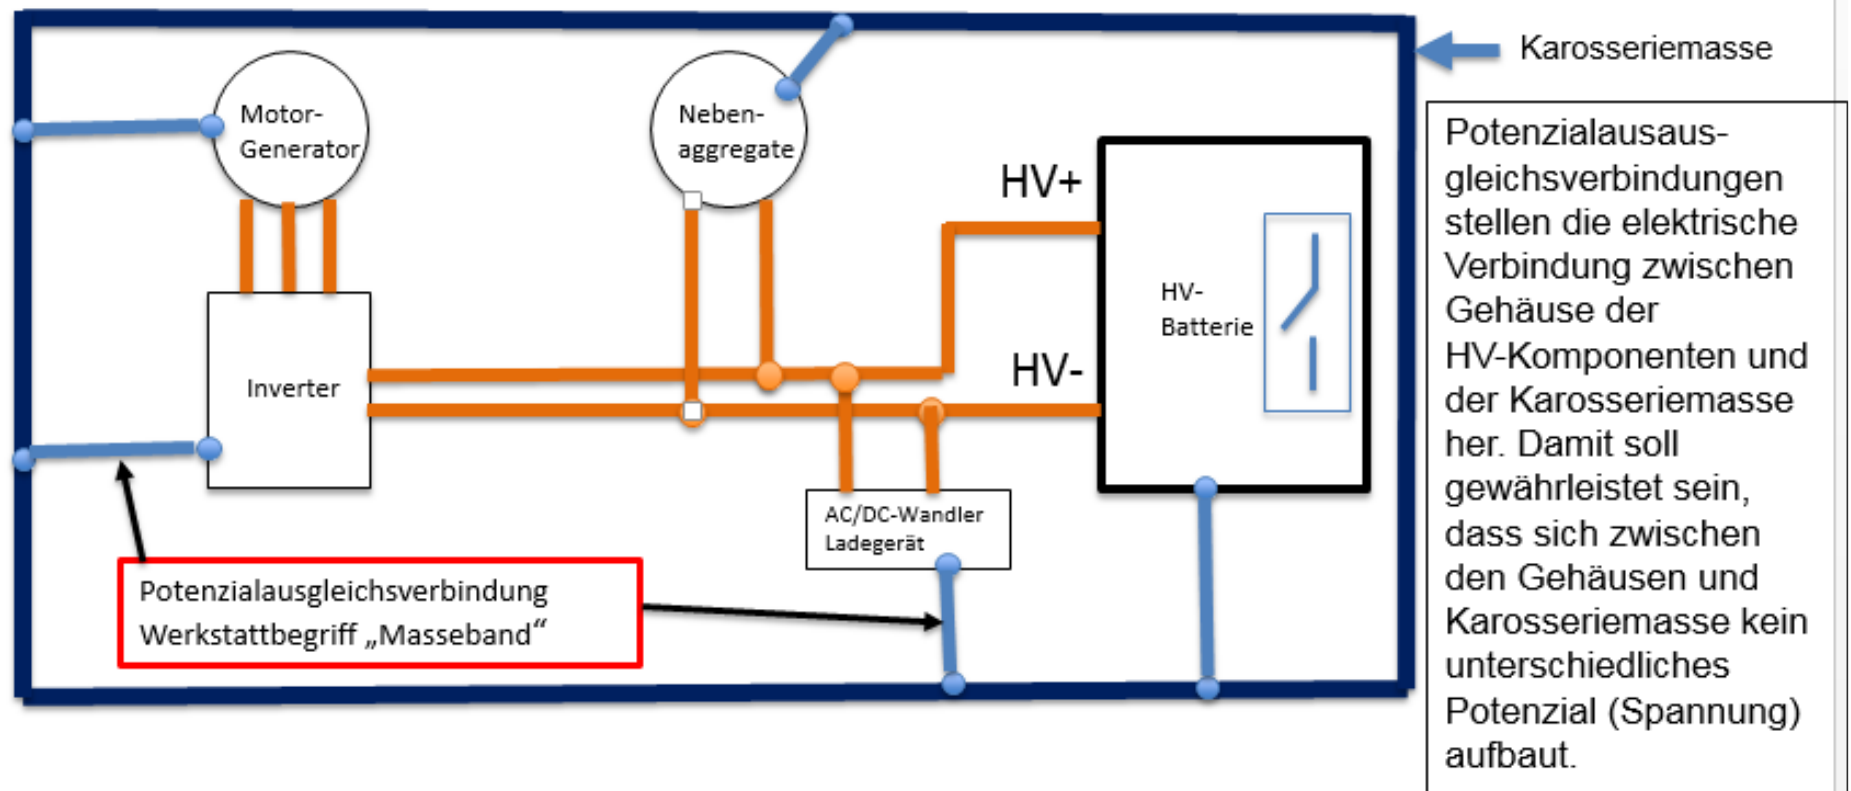 Karosseriemasse
Motor-
Generator
Neben-
aggregate
HV+
HV-
Batterie
HV-
Inverter
AC/DC-Wandler
Ladegerät
Potenzialausgleichsverbindung
Werkstattbegriff „Masseband“
Potenzialausaus-
gleichsverbindungen
stellen die elektrische
Verbindung zwischen
Gehäuse der
HV-Komponenten und
der Karosseriemasse
her. Damit soll
gewährleistet sein,
dass sich zwischen
den Gehäusen und
Karosseriemasse kein
unterschiedliches
Potenzial (Spannung)
aufbaut.